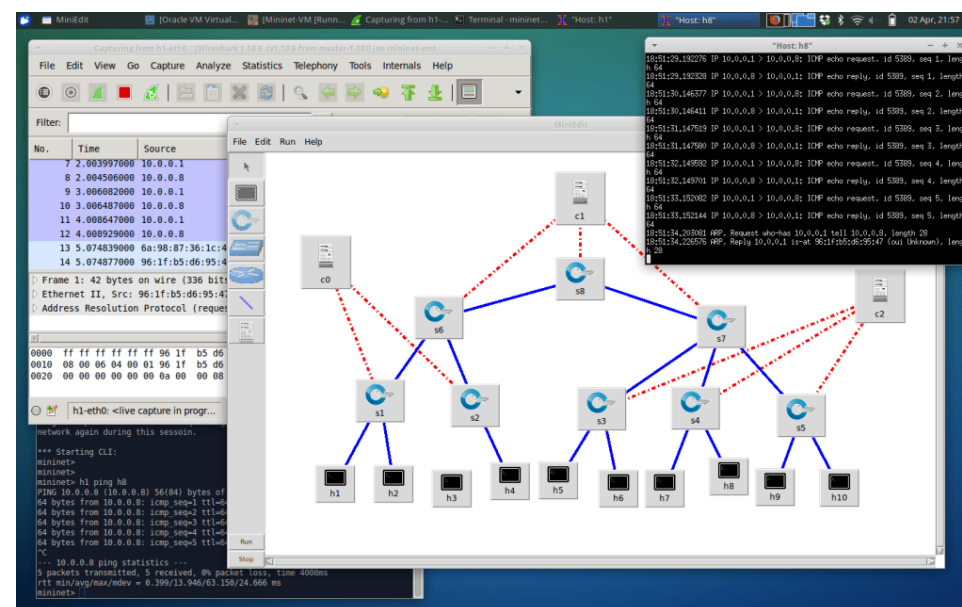 MiniEdit
[Oracle VM Virtual...
[Mininet-VM [Runn...
Capturing from h1-...
Terminal - mininet...
"Host: h1"
"Host: h8"
02 Apr, 21:57
Capturing from h1-eth0 [Wireshark 1.10.6 (v1.10.6 from master-1.10)] (on mininet-vm)
File Edit View Go Capture Analyze Statistics Telephony Tools Internals Help
Filter:
No. Time Source
7 2.003997000 10.0.0.1
8 2.004506000 10.0.0.8
9 3.006082000 10.0.0.1
10 3.006487000 10.0.0.8
11 4.008647000 10.0.0.1
12 4.008929000 10.0.0.8
13 5.074839000 6a:98:87:36:1c:4
14 5.074877000 96:1f:b5:d6:95:4
Frame 1: 42 bytes on wire (336 bits
Ethernet II, Src: 96:1f:b5:d6:95:47
Address Resolution Protocol (reques
0000 ff ff ff ff ff ff 96 1f b5 d6
0010 08 00 06 04 00 01 96 1f b5 d6
0020 00 00 00 00 00 00 0a 00 00 08
h1-eth0: <live capture in progr...
network again during this sessoin.
*** Starting CLI:
mininet>
mininet>
mininet> h1 ping h8
PING 10.0.0.8 (10.0.0.8) 56(84) bytes of
64 bytes from 10.0.0.8: icmp_seq=1 ttl=6
64 bytes from 10.0.0.8: icmp_seq=2 ttl=6
64 bytes from 10.0.0.8: icmp_seq=3 ttl=6
64 bytes from 10.0.0.8: icmp_seq=4 ttl=6
64 bytes from 10.0.0.8: icmp_seq=5 ttl=6
^C
--- 10.0.0.8 ping statistics ---
5 packets transmitted, 5 received, 0% packet loss, time 4000ms
rtt min/avg/max/mdev = 0.399/13.946/63.150/24.666 ms
mininet>
MiniEdit
File Edit Run Help
c1
c0
s8
c2
s6
s7
s1
s2
s3
s4
s5
h1
h2
h3
h4
h5
h6
h7
h8
h9
h10
Run
Stop
"Host: h8"
18:51:29.192276 IP 10.0.0.1 > 10.0.0.8: ICMP echo request, id 5389, seq 1, lengt
h 64
18:51:29.192328 IP 10.0.0.8 > 10.0.0.1: ICMP echo reply, id 5389, seq 1, length
64
18:51:30.146377 IP 10.0.0.1 > 10.0.0.8: ICMP echo request, id 5389, seq 2, lengt
h 64
18:51:30.146411 IP 10.0.0.8 > 10.0.0.1: ICMP echo reply, id 5389, seq 2, length
64
18:51:31.147519 IP 10.0.0.1 > 10.0.0.8: ICMP echo request, id 5389, seq 3, lengt
h 64
18:51:31.147580 IP 10.0.0.8 > 10.0.0.1: ICMP echo reply, id 5389, seq 3, length
64
18:51:32.149592 IP 10.0.0.1 > 10.0.0.8: ICMP echo request, id 5389, seq 4, lengt
h 64
18:51:32.149701 IP 10.0.0.8 > 10.0.0.1: ICMP echo reply, id 5389, seq 4, length
64
18:51:33.152082 IP 10.0.0.1 > 10.0.0.8: ICMP echo request, id 5389, seq 5, lengt
h 64
18:51:33.152144 IP 10.0.0.8 > 10.0.0.1: ICMP echo reply, id 5389, seq 5, length
64
18:51:34.203081 ARP, Request who-has 10.0.0.1 tell 10.0.0.8, length 28
18:51:34.226576 ARP, Reply 10.0.0.1 is-at 96:1f:b5:d6:95:47 (oui Unknown), lengt
h 28